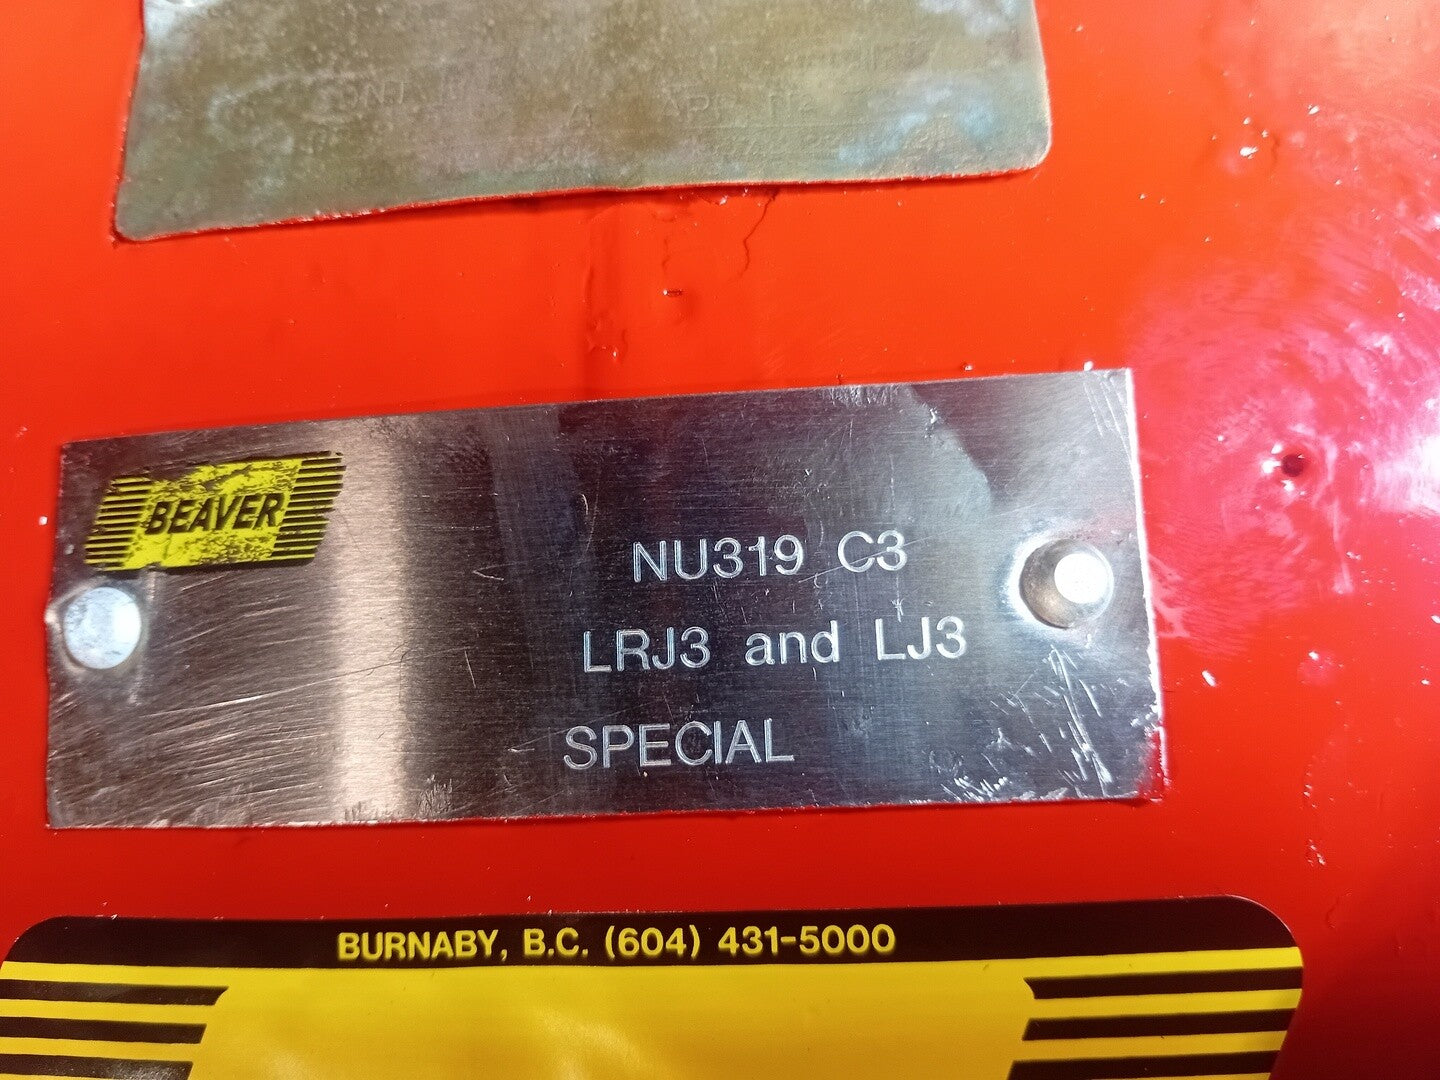 BEAVER
NU319 C3
LRJ3 and LJ3
SPECIAL
BURNABY, B.C. (604) 431-5000